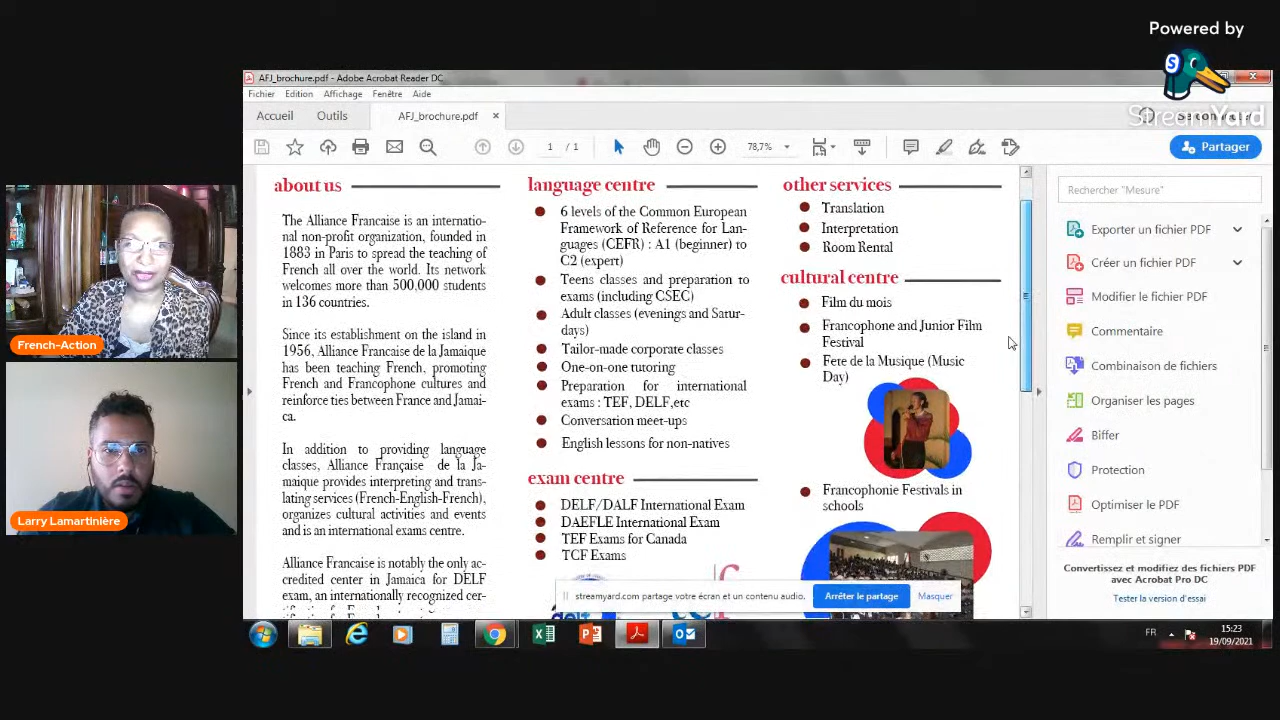 Powered by
StreamYard
AFJ_brochure.pdf - Adobe Acrobat Reader DC
Fichier Edition Affichage Fenêtre Aide
Accueil Outils AFJ_brochure.pdf ×
1 / 1 78,7% Partager
about us
The Alliance Francaise is an internatio-
nal non-profit organization, founded in
1883 in Paris to spread the teaching of
French all over the world. Its network
welcomes more than 500,000 students
in 136 countries.
Since its establishment on the island in
1956, Alliance Francaise de la Jamaique
has been teaching French, promoting
French and Francophone cultures and
reinforce ties between France and Jamai-
ca.
In addition to providing language
classes, Alliance Française de la Ja-
maique provides interpreting and trans-
lating services (French-English-French),
organizes cultural activities and events
and is an international exams centre.
Alliance Francaise is notably the only ac-
credited center in Jamaica for DELF
exam, an internationally recognized cer-
language centre
6 levels of the Common European
Framework of Reference for Lan-
guages (CEFR) : A1 (beginner) to
C2 (expert)
Teens classes and preparation to
exams (including CSEC)
Adult classes (evenings and Satur-
days)
Tailor-made corporate classes
One-on-one tutoring
Preparation for international
exams : TEF, DELF,etc
Conversation meet-ups
English lessons for non-natives
exam centre
DELF/DALF International Exam
DAEFLE International Exam
TEF Exams for Canada
TCF Exams
other services
Translation
Interpretation
Room Rental
cultural centre
Film du mois
Francophone and Junior Film
Festival
Fete de la Musique (Music
Day)
Francophonie Festivals in
schools
Rechercher "Mesure"
Exporter un fichier PDF
Créer un fichier PDF
Modifier le fichier PDF
Commentaire
Combinaison de fichiers
Organiser les pages
Biffer
Protection
Optimiser le PDF
Remplir et signer
Convertissez et modifiez des fichiers PDF
avec Acrobat Pro DC
Tester la version d'essai
streamyard.com partage votre écran et un contenu audio. Arrêter le partage Masquer
FR 15:23
19/09/2021
French-Action
Larry Lamartinière